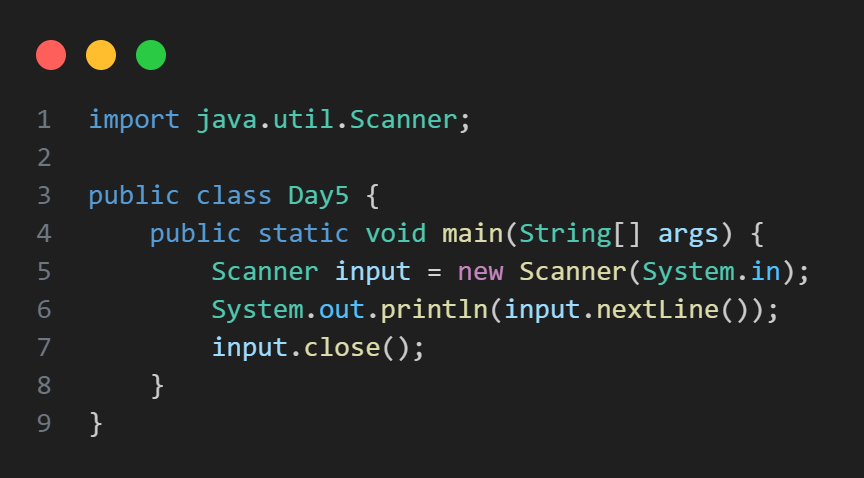 1 import java.util.Scanner;
2
3 public class Day5 {
4     public static void main(String[] args) {
5         Scanner input = new Scanner(System.in);
6         System.out.println(input.nextLine());
7         input.close();
8     }
9 }